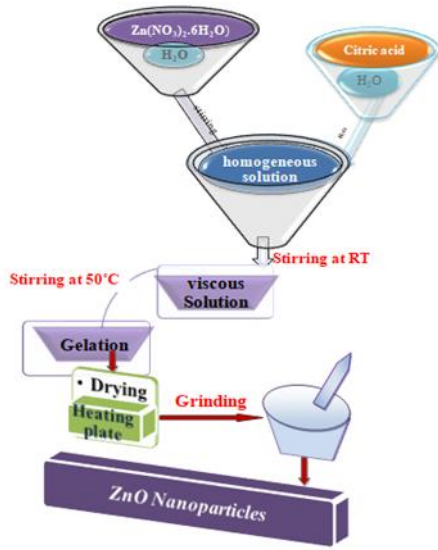 Zn(NO3)2.6H2O)
H2O
Citric acid
H2O
stirring
homogeneous
solution
Stirring at RT
Stirring at 50°C
viscous
Solution
Gelation
• Drying
Heating
plate
Grinding
ZnO Nanoparticles